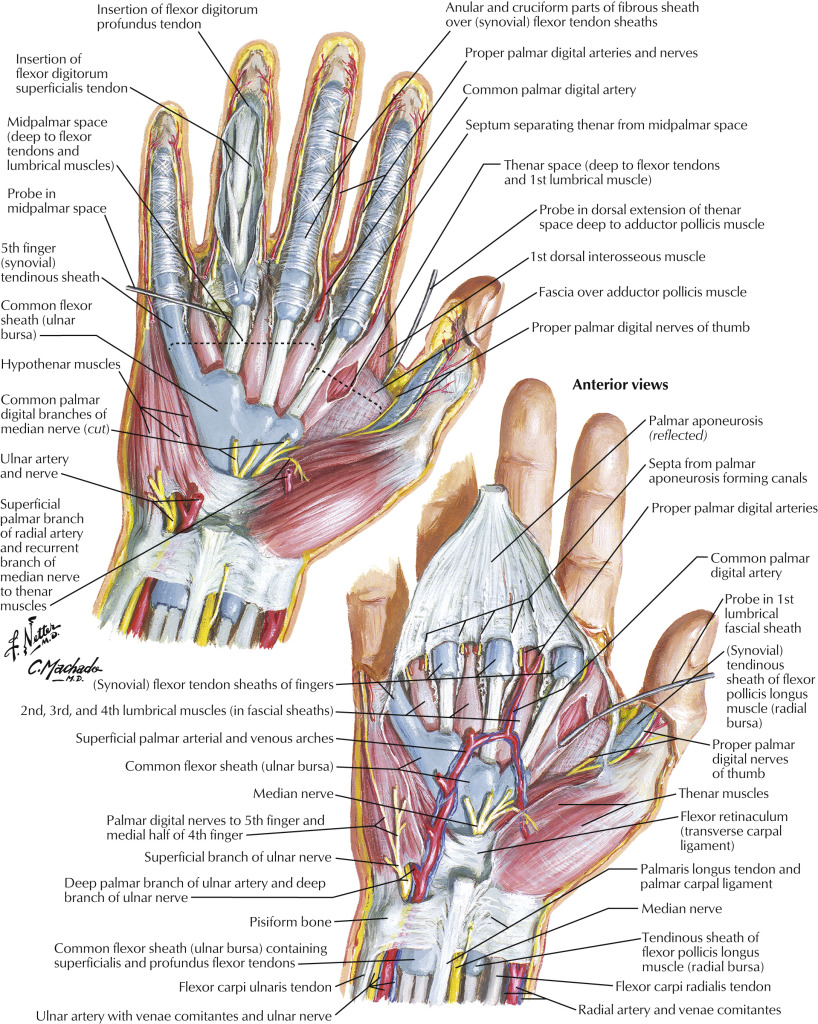 Insertion of flexor digitorum
profundus tendon
Anular and cruciform parts of fibrous sheath
over (synovial) flexor tendon sheaths
Insertion of
flexor digitorum
superficialis tendon
Proper palmar digital arteries and nerves
Common palmar digital artery
Midpalmar space
(deep to flexor
tendons and
lumbrical muscles)
Septum separating thenar from midpalmar space
Thenar space (deep to flexor tendons
and 1st lumbrical muscle)
Probe in
midpalmar space
Probe in dorsal extension of thenar
space deep to adductor pollicis muscle
5th finger
(synovial)
tendinous sheath
1st dorsal interosseous muscle
Fascia over adductor pollicis muscle
Common flexor
sheath (ulnar
bursa)
Proper palmar digital nerves of thumb
Hypothenar muscles
Anterior views
Common palmar
digital branches of
median nerve (cut)
Palmar aponeurosis
(reflected)
Ulnar artery
and nerve
Septa from palmar
aponeurosis forming canals
Superficial
palmar branch
of radial artery
and recurrent
branch of
median nerve
to thenar
muscles
Proper palmar digital arteries
Common palmar
digital artery
Probe in 1st
lumbrical
fascial sheath
F. Netter
M.D.
C. Machado
M.D.
(Synovial)
tendinous
sheath of flexor
pollicis longus
muscle (radial
bursa)
(Synovial) flexor tendon sheaths of fingers
2nd, 3rd, and 4th lumbrical muscles (in fascial sheaths)
Superficial palmar arterial and venous arches
Proper palmar
digital nerves
of thumb
Common flexor sheath (ulnar bursa)
Median nerve
Thenar muscles
Palmar digital nerves to 5th finger and
medial half of 4th finger
Flexor retinaculum
(transverse carpal
ligament)
Superficial branch of ulnar nerve
Deep palmar branch of ulnar artery and deep
branch of ulnar nerve
Palmaris longus tendon and
palmar carpal ligament
Pisiform bone
Median nerve
Common flexor sheath (ulnar bursa) containing
superficialis and profundus flexor tendons
Tendinous sheath of
flexor pollicis longus
muscle (radial bursa)
Flexor carpi ulnaris tendon
Flexor carpi radialis tendon
Ulnar artery with venae comitantes and ulnar nerve
Radial artery and venae comitantes